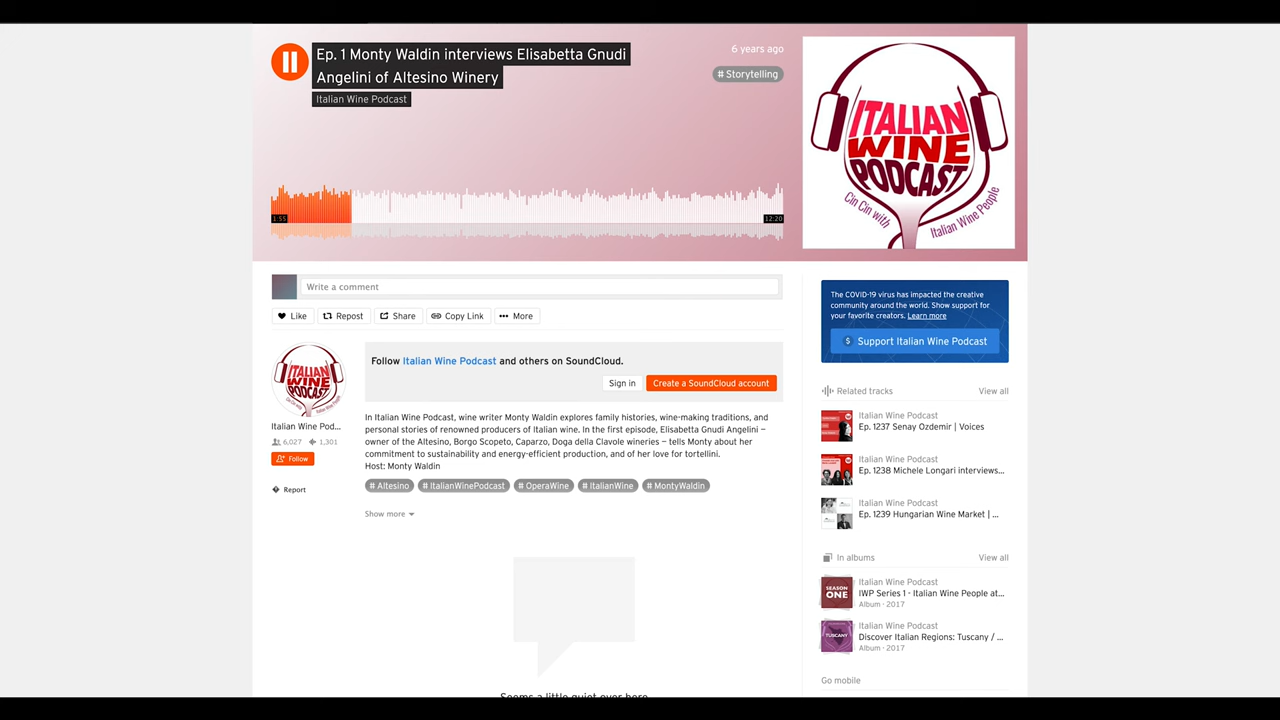 Ep. 1 Monty Waldin interviews Elisabetta Gnudi
Angelini of Altesino Winery
Italian Wine Podcast
6 years ago
# Storytelling
1:55
12:20
ITALIAN
WINE
PODCAST
Cin Cin with
Italian Wine People
Write a comment
Like
Repost
Share
Copy Link
More
ITALIAN
WINE
PODCAST
Italian Wine Pod...
6,027
1,301
Follow
Report
Follow Italian Wine Podcast and others on SoundCloud.
Sign in
Create a SoundCloud account
In Italian Wine Podcast, wine writer Monty Waldin explores family histories, wine-making traditions, and
personal stories of renowned producers of Italian wine. In the first episode, Elisabetta Gnudi Angelini –
owner of the Altesino, Borgo Scopeto, Caparzo, Doga della Clavole wineries – tells Monty about her
commitment to sustainability and energy-efficient production, and of her love for tortellini.
Host: Monty Waldin
# Altesino
# ItalianWinePodcast
# OperaWine
# ItalianWine
# MontyWaldin
Show more
Seems a little quiet over here
The COVID-19 virus has impacted the creative
community around the world. Show support for
your favorite creators. Learn more
$ Support Italian Wine Podcast
Related tracks
View all
Italian Wine Podcast
Ep. 1237 Senay Ozdemir | Voices
Italian Wine Podcast
Ep. 1238 Michele Longari interviews...
Italian Wine Podcast
Ep. 1239 Hungarian Wine Market | ...
In albums
View all
SEASON
ONE
Italian Wine Podcast
IWP Series 1 - Italian Wine People at...
Album · 2017
TUSCANY
Italian Wine Podcast
Discover Italian Regions: Tuscany / ...
Album · 2017
Go mobile